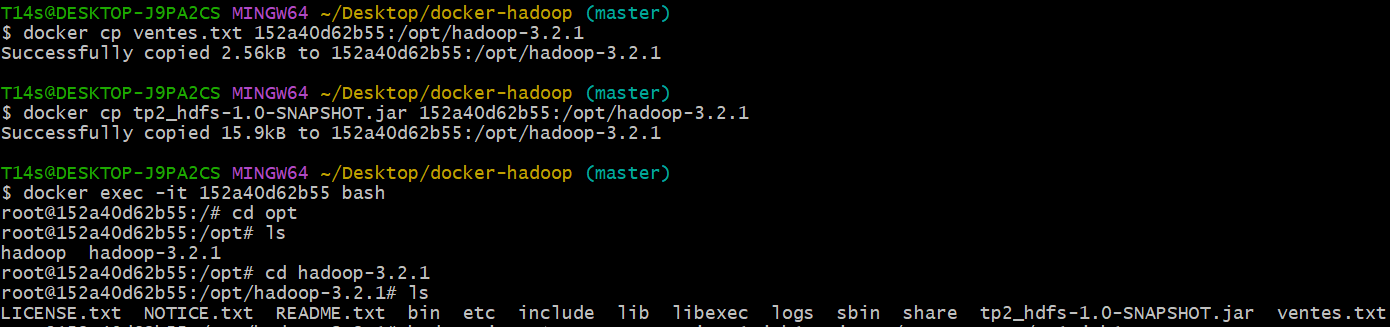 T14s@DESKTOP-J9PA2CS MINGW64 ~/Desktop/docker-hadoop (master)
$ docker cp ventes.txt 152a40d62b55:/opt/hadoop-3.2.1
Successfully copied 2.56kB to 152a40d62b55:/opt/hadoop-3.2.1
T14s@DESKTOP-J9PA2CS MINGW64 ~/Desktop/docker-hadoop (master)
$ docker cp tp2_hdfs-1.0-SNAPSHOT.jar 152a40d62b55:/opt/hadoop-3.2.1
Successfully copied 15.9kB to 152a40d62b55:/opt/hadoop-3.2.1
T14s@DESKTOP-J9PA2CS MINGW64 ~/Desktop/docker-hadoop (master)
$ docker exec -it 152a40d62b55 bash
root@152a40d62b55:/# cd opt
root@152a40d62b55:/opt# ls
hadoop  hadoop-3.2.1
root@152a40d62b55:/opt# cd hadoop-3.2.1
root@152a40d62b55:/opt/hadoop-3.2.1# ls
LICENSE.txt  NOTICE.txt  README.txt  bin  etc  include  lib  libexec  logs  sbin  share  tp2_hdfs-1.0-SNAPSHOT.jar  ventes.txt